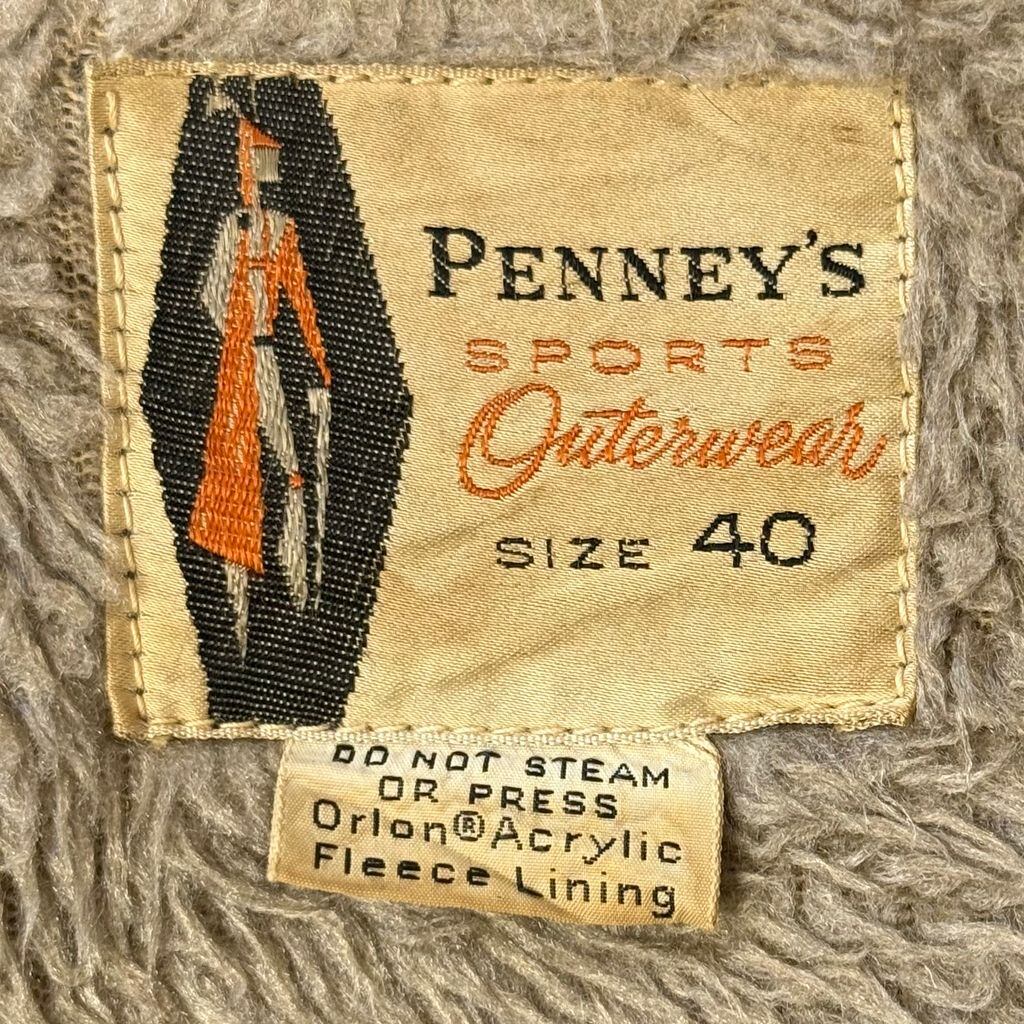 PENNEY'S
SPORTS
Outerwear
SIZE 40
DO NOT STEAM
OR PRESS
Orlon® Acrylic
Fleece Lining